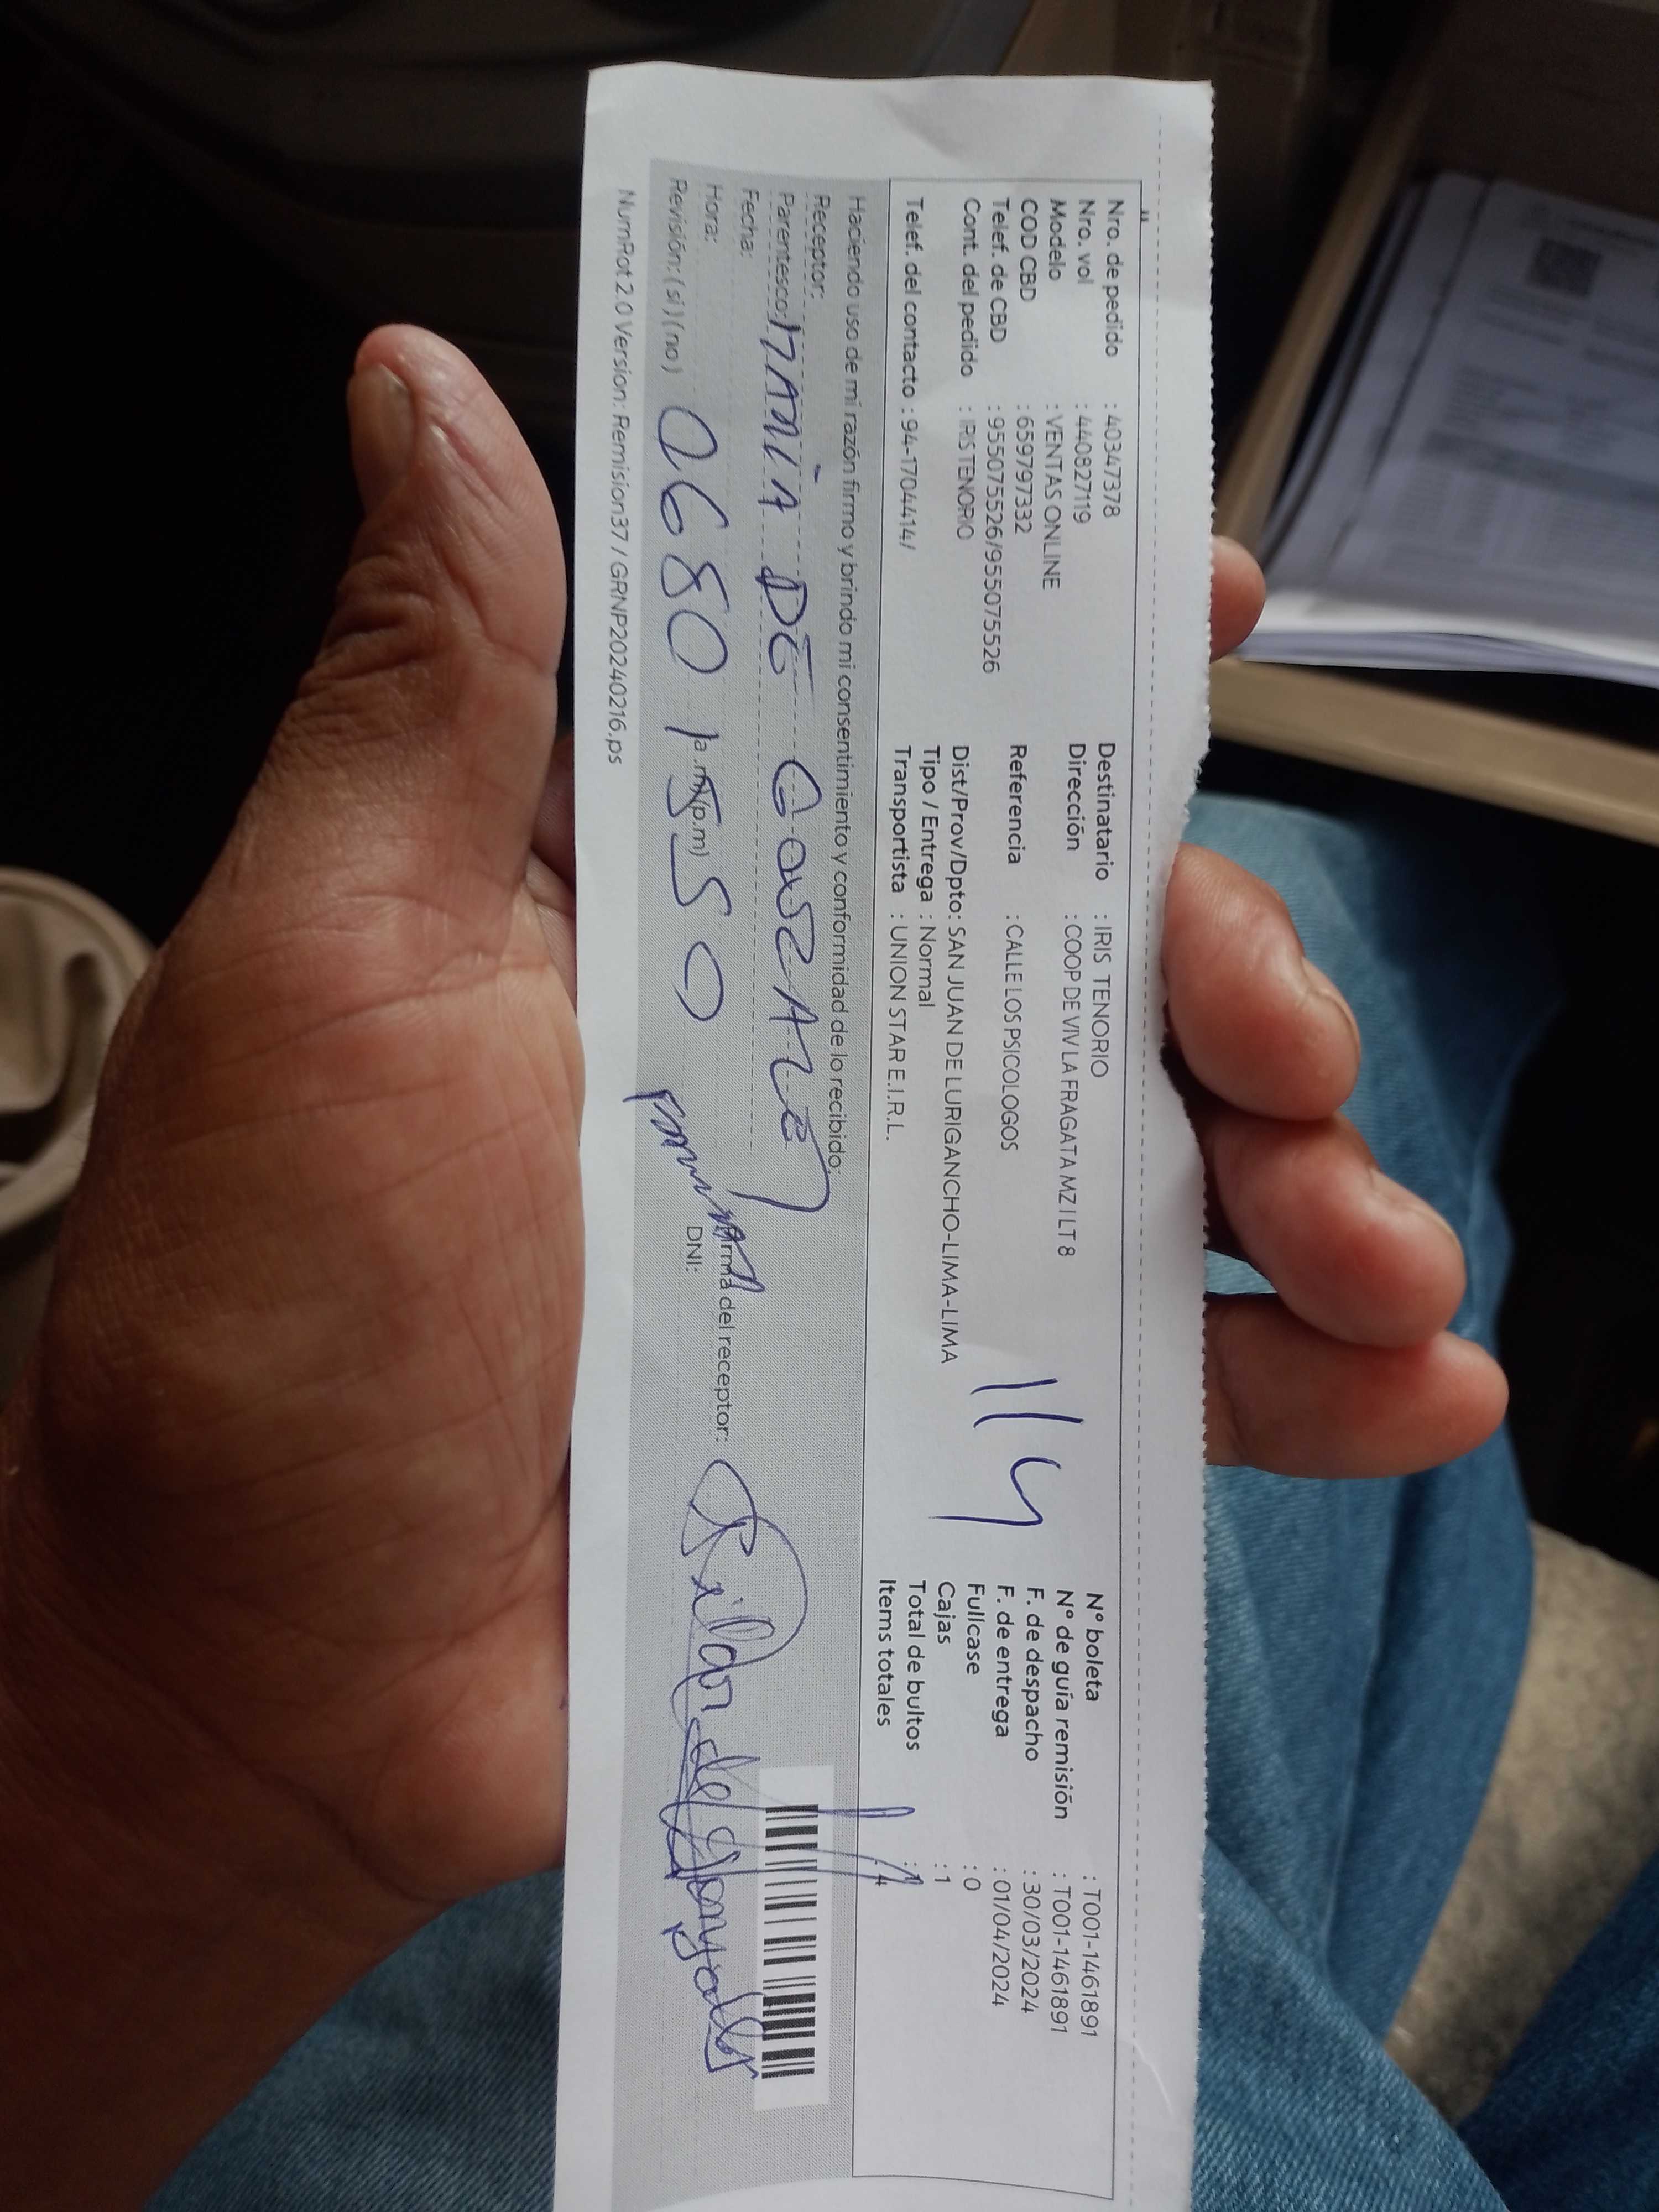 Nro. de pedido : 40347378
Nro. vol : 440827119
Modelo : VENTAS ONLINE
COD CBD : 659797332
Telef. de CBD : 955075526/955075526
Cont. del pedido : IRIS TENORIO
Telef. del contacto : 94-1704414/
Destinatario : IRIS TENORIO
Dirección : COOP DE VIV LA FRAGATA MZ I LT 8
Referencia : CALLE LOS PSICOLOGOS
Dist/Prov/Dpto: SAN JUAN DE LURIGANCHO-LIMA-LIMA
Tipo / Entrega : Normal
Transportista : UNION STAR E.I.R.L.
114
N° boleta : T001-1461891
N° de guía remisión : T001-1461891
F. de despacho : 30/03/2024
F. de entrega : 01/04/2024
Fullcase : 0
Cajas : 1
Total de bultos : 1
Items totales : 4
Haciendo uso de mi razón firmo y brindo mi consentimiento y conformidad de lo recibido:
Receptor:
Parentesco:
MARIA DE
Fecha:
Hora: (a.m)(p.m)
Revisión: (si) (no)
26801550
Firma del receptor:
DNI:
Pilar de
NumRot 2.0 Version: Remision37 / GRNP20240216.ps